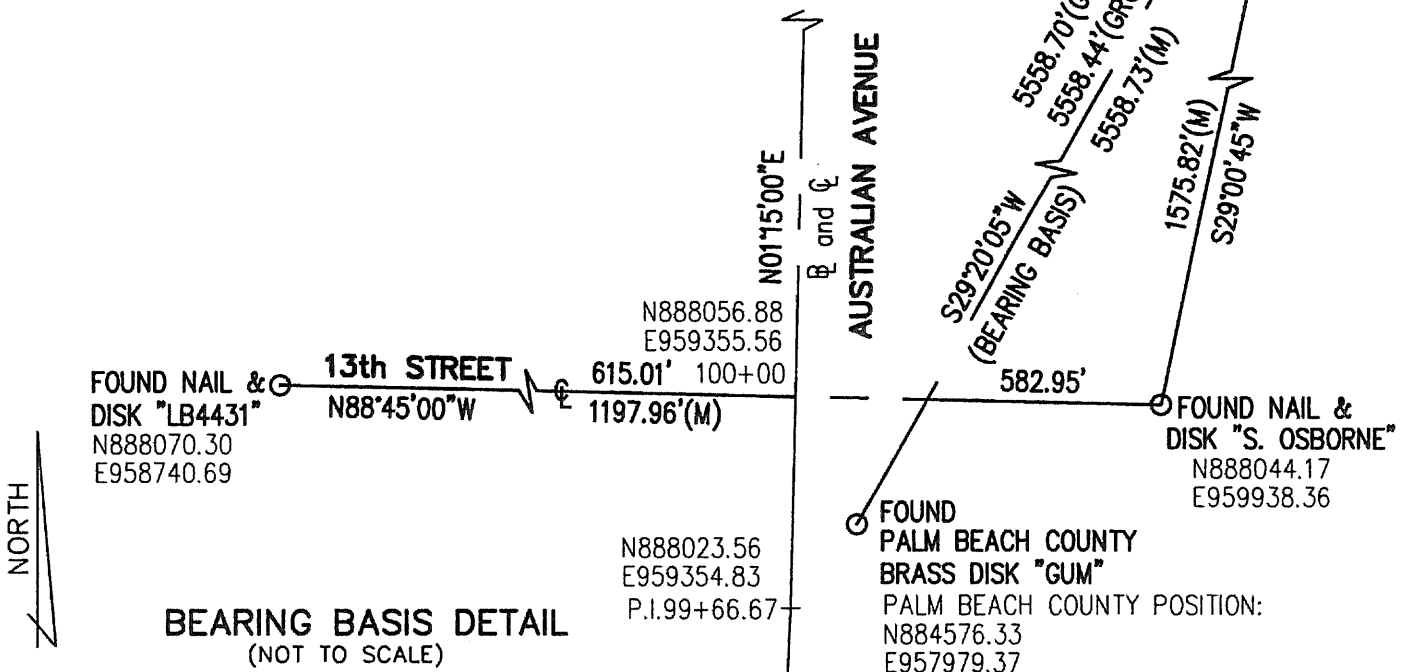 5558.70'(G
5558.44'(GR
5558.73'(M)
S29°20'05"W
(BEARING BASIS)
1575.82'(M)
S29°00'45"W
N01°15'00"E
B/L and C/L
AUSTRALIAN AVENUE
N888056.88
E959355.56
13th STREET
C/L
615.01' 100+00
N88°45'00"W
1197.96'(M)
582.95'
FOUND NAIL &
DISK "LB4431"
N888070.30
E958740.69
FOUND NAIL &
DISK "S. OSBORNE"
N888044.17
E959938.36
NORTH
FOUND
PALM BEACH COUNTY
BRASS DISK "GUM"
PALM BEACH COUNTY POSITION:
N884576.33
E957979.37
N888023.56
E959354.83
P.I.99+66.67
BEARING BASIS DETAIL
(NOT TO SCALE)